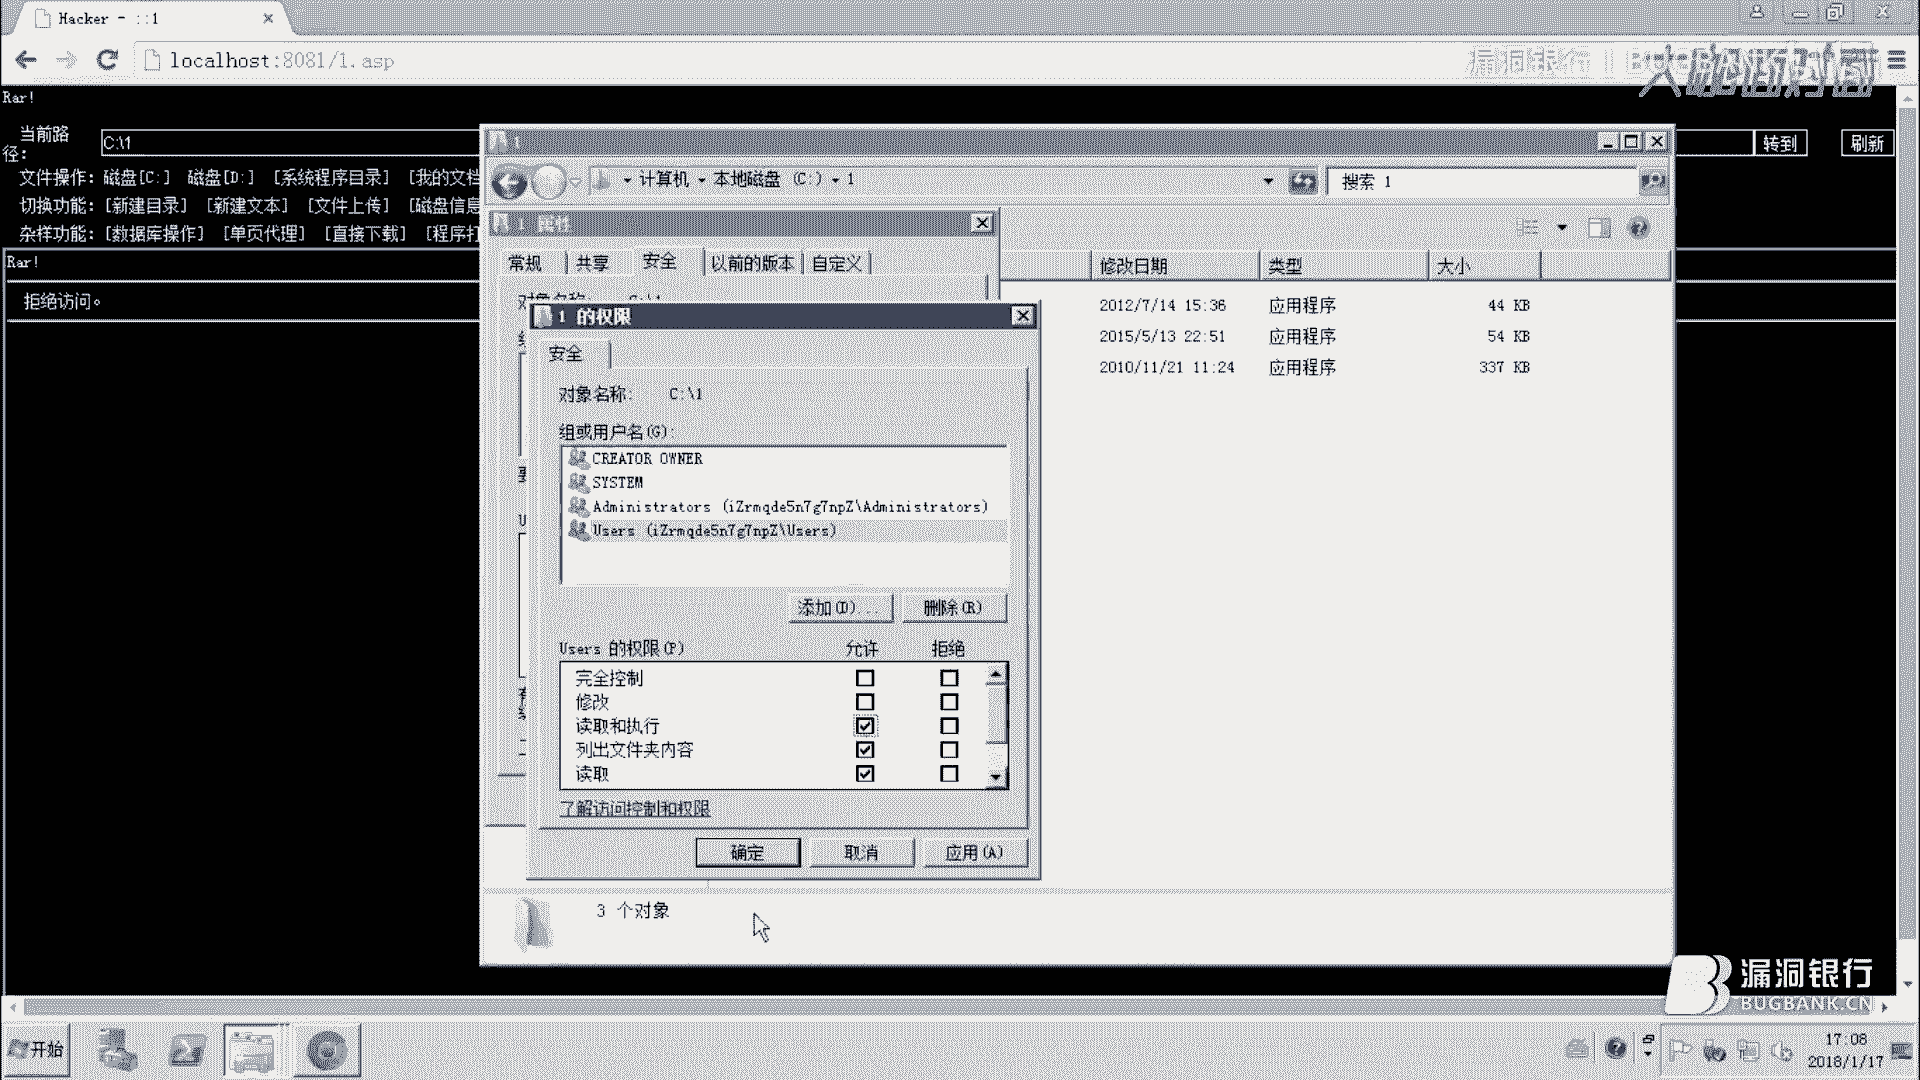 Hacker - ::1
localhost:8081/1.asp
漏洞银行 | BUGBANK
大咖面对面
Rar!
当前路径:
C:\1
转到
刷新
文件操作: 磁盘[C:] 磁盘[D:] [系统程序目录] [我的文档
切换功能: [新建目录] [新建文本] [文件上传] [磁盘信息
杂样功能: [数据库操作] [单页代理] [直接下载] [程序打
Rar!
拒绝访问。
1
计算机 本地磁盘 (C:) 1
搜索 1
1 属性
常规 共享 安全 以前的版本 自定义
修改日期 类型 大小
2012/7/14 15:36 应用程序 44 KB
2015/5/13 22:51 应用程序 54 KB
2010/11/21 11:24 应用程序 337 KB
1 的权限
安全
对象名称: C:\1
组或用户名(G):
CREATOR OWNER
SYSTEM
Administrators (iZrmqde5n7g7npZ\Administrators)
Users (iZrmqde5n7g7npZ\Users)
添加(D)... 删除(R)
Users 的权限(P) 允许 拒绝
完全控制
修改
读取和执行
列出文件夹内容
读取
了解访问控制和权限
确定 取消 应用(A)
3 个对象
漏洞银行
BUGBANK.CN
开始
17:08
2018/1/17